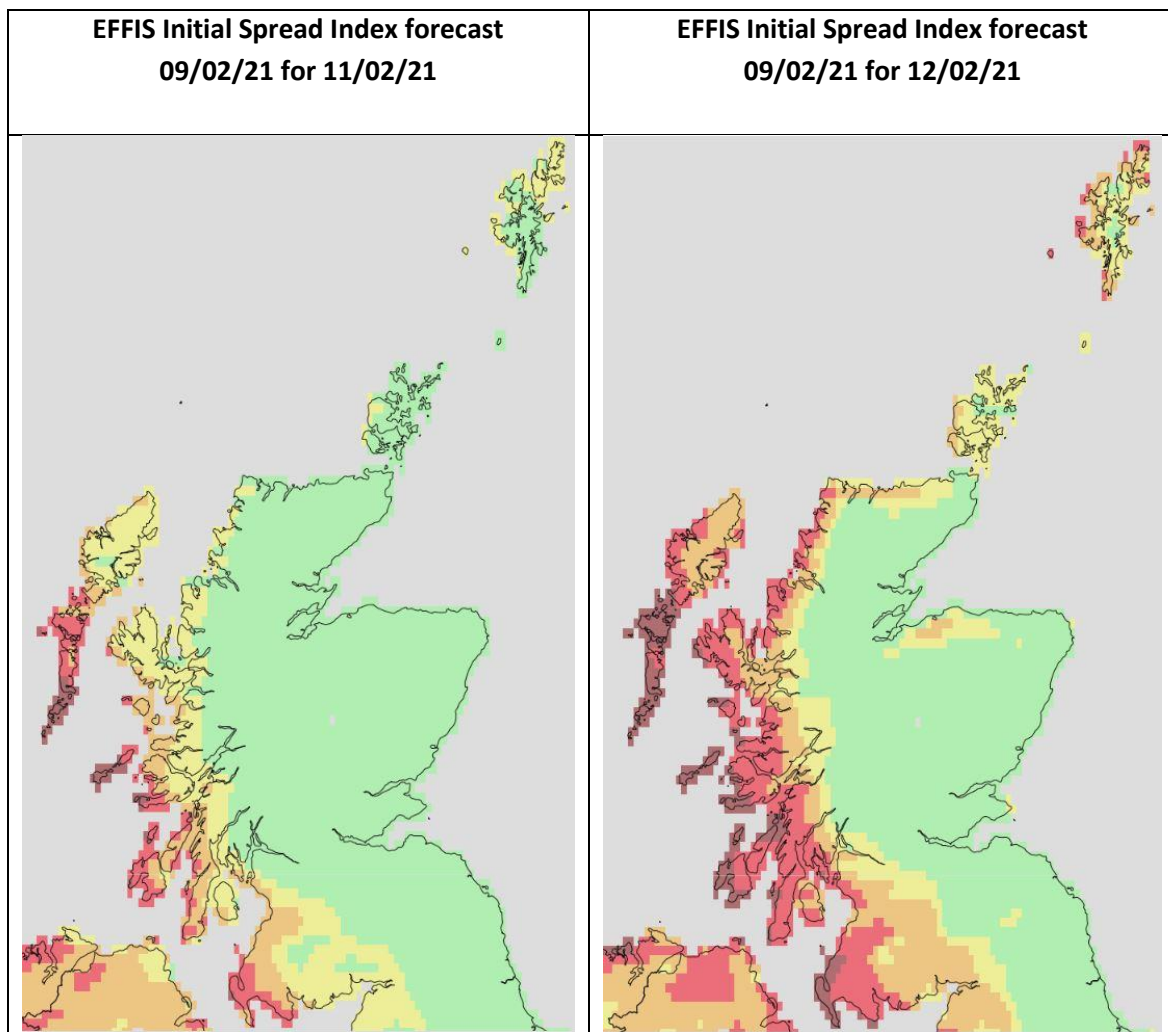 EFFIS Initial Spread Index forecast
09/02/21 for 11/02/21
EFFIS Initial Spread Index forecast
09/02/21 for 12/02/21